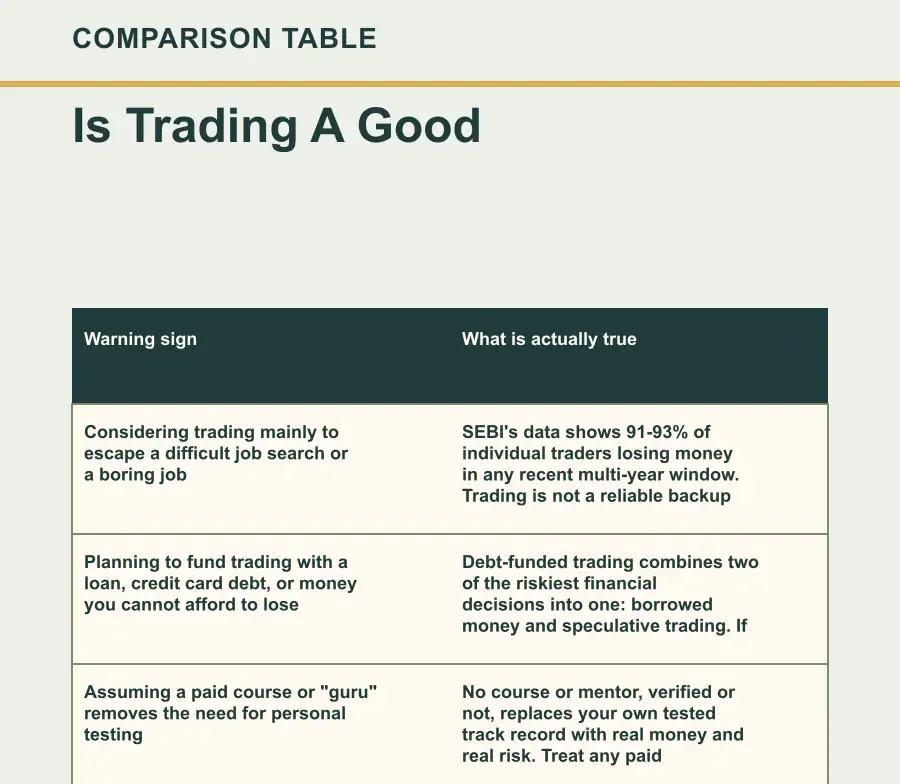 COMPARISON TABLE
Is Trading A Good
Warning sign
What is actually true
Considering trading mainly to
escape a difficult job search or
a boring job
SEBI's data shows 91-93% of
individual traders losing money
in any recent multi-year window.
Trading is not a reliable backup
Planning to fund trading with a
loan, credit card debt, or money
you cannot afford to lose
Debt-funded trading combines two
of the riskiest financial
decisions into one: borrowed
money and speculative trading. If
Assuming a paid course or "guru"
removes the need for personal
testing
No course or mentor, verified or
not, replaces your own tested
track record with real money and
real risk. Treat any paid